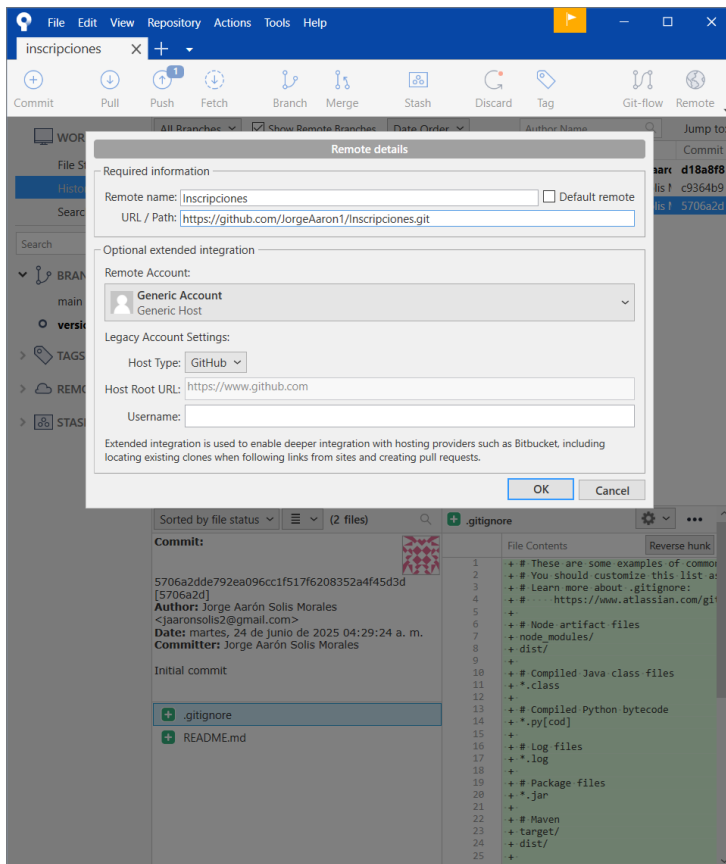 File Edit View Repository Actions Tools Help
inscripciones
1
Commit Pull Push Fetch Branch Merge Stash Discard Tag Git-flow Remote
WOR All Branches Show Remote Branches Date Order Author Name Jump to:
Remote details
Commit
File St
Required information
d18a8f8
Histo
Remote name: Inscripciones Default remote
c9364b9
Searc
URL / Path: https://github.com/JorgeAaron1/Inscripciones.git
5706a2d
Search
Optional extended integration
BRAN
Remote Account:
main
Generic Account
Generic Host
versio
Legacy Account Settings:
TAGS
Host Type: GitHub
REMO
Host Root URL: https://www.github.com
STASI
Username:
Extended integration is used to enable deeper integration with hosting providers such as Bitbucket, including
locating existing clones when following links from sites and creating pull requests.
OK Cancel
Sorted by file status (2 files)
.gitignore
Commit:
File Contents Reverse hunk
5706a2dde792ea096cc1f517f6208352a4f45d3d
[5706a2d]
Author: Jorge Aarón Solis Morales
<jaaronsolis2@gmail.com>
Date: martes, 24 de junio de 2025 04:29:24 a. m.
Committer: Jorge Aarón Solis Morales
Initial commit
.gitignore
README.md
1 + # These are some examples of commo
2 + # You should customize this list as
3 + # Learn more about .gitignore:
4 + # https://www.atlassian.com/git
5 +
6 + # Node artifact files
7 + node_modules/
8 + dist/
9 +
10 + # Compiled Java class files
11 + *.class
12 +
13 + # Compiled Python bytecode
14 + *.py[cod]
15 +
16 + # Log files
17 + *.log
18 +
19 + # Package files
20 + *.jar
21 +
22 + # Maven
23 + target/
24 + dist/
25 +